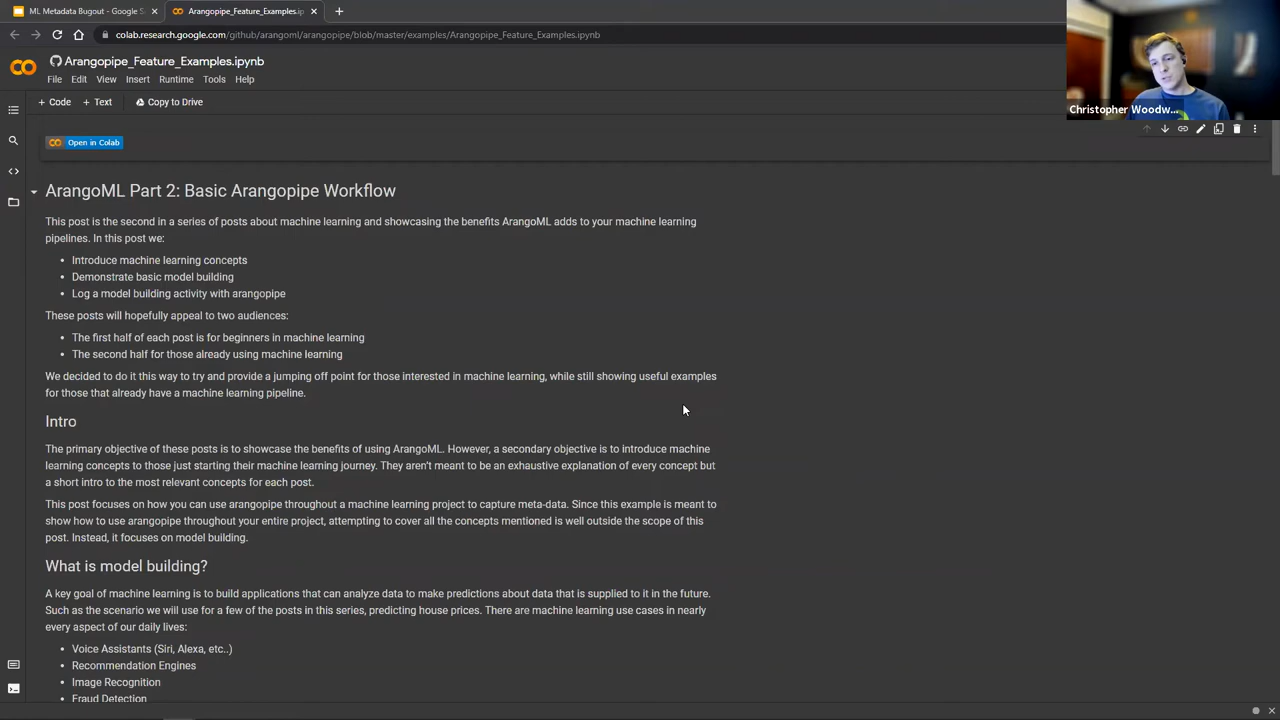 ML Metadata Bugout - Google S
Arangopipe_Feature_Examples.ip
colab.research.google.com/github/arangoml/arangopipe/blob/master/examples/Arangopipe_Feature_Examples.ipynb
Arangopipe_Feature_Examples.ipynb
File Edit View Insert Runtime Tools Help
+ Code + Text Copy to Drive
Christopher Woodw...
Open in Colab
ArangoML Part 2: Basic Arangopipe Workflow
This post is the second in a series of posts about machine learning and showcasing the benefits ArangoML adds to your machine learning
pipelines. In this post we:
• Introduce machine learning concepts
• Demonstrate basic model building
• Log a model building activity with arangopipe
These posts will hopefully appeal to two audiences:
• The first half of each post is for beginners in machine learning
• The second half for those already using machine learning
We decided to do it this way to try and provide a jumping off point for those interested in machine learning, while still showing useful examples
for those that already have a machine learning pipeline.
Intro
The primary objective of these posts is to showcase the benefits of using ArangoML. However, a secondary objective is to introduce machine
learning concepts to those just starting their machine learning journey. They aren't meant to be an exhaustive explanation of every concept but
a short intro to the most relevant concepts for each post.
This post focuses on how you can use arangopipe throughout a machine learning project to capture meta-data. Since this example is meant to
show how to use arangopipe throughout your entire project, attempting to cover all the concepts mentioned is well outside the scope of this
post. Instead, it focuses on model building.
What is model building?
A key goal of machine learning is to build applications that can analyze data to make predictions about data that is supplied to it in the future.
Such as the scenario we will use for a few of the posts in this series, predicting house prices. There are machine learning use cases in nearly
every aspect of our daily lives:
• Voice Assistants (Siri, Alexa, etc..)
• Recommendation Engines
• Image Recognition
• Fraud Detection